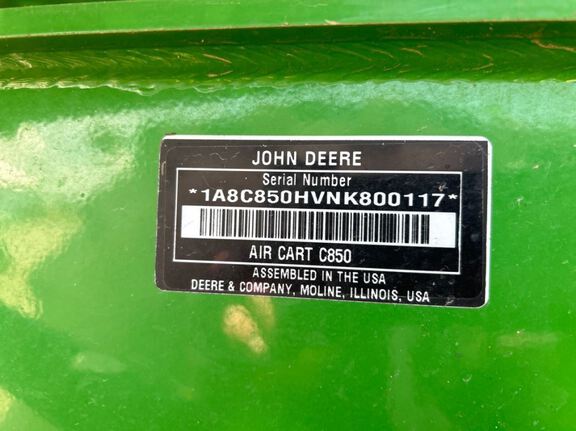 JOHN DEERE
Serial Number
*1A8C850HVNK800117*
AIR CART C850
ASSEMBLED IN THE USA
DEERE & COMPANY, MOLINE, ILLINOIS, USA